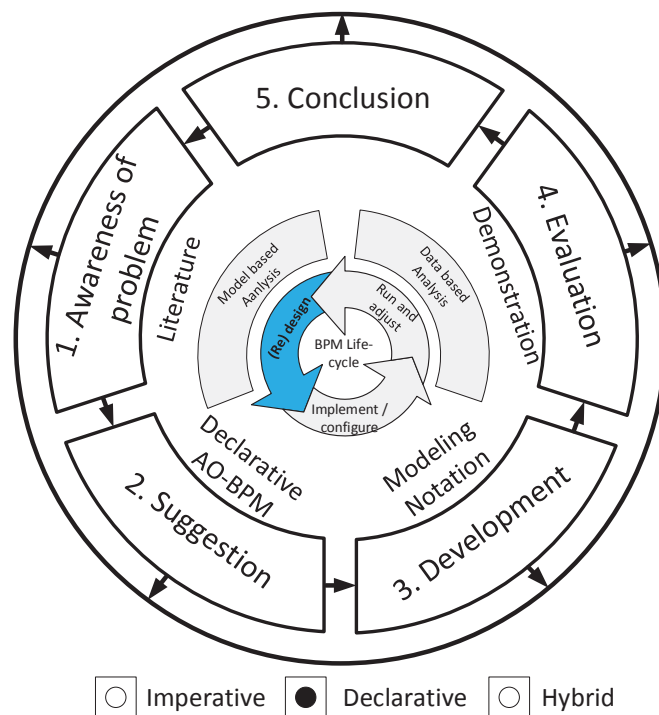 5. Conclusion
1. Awareness of
problem
Literature
4. Evaluation
Demonstration
Model based
Aanlysis
Data based
Analysis
(Re) design
Run and
adjust
BPM Life-
cycle
Implement /
configure
Declarative
AO-BPM
Modeling
Notation
2. Suggestion
3. Development
Imperative
Declarative
Hybrid